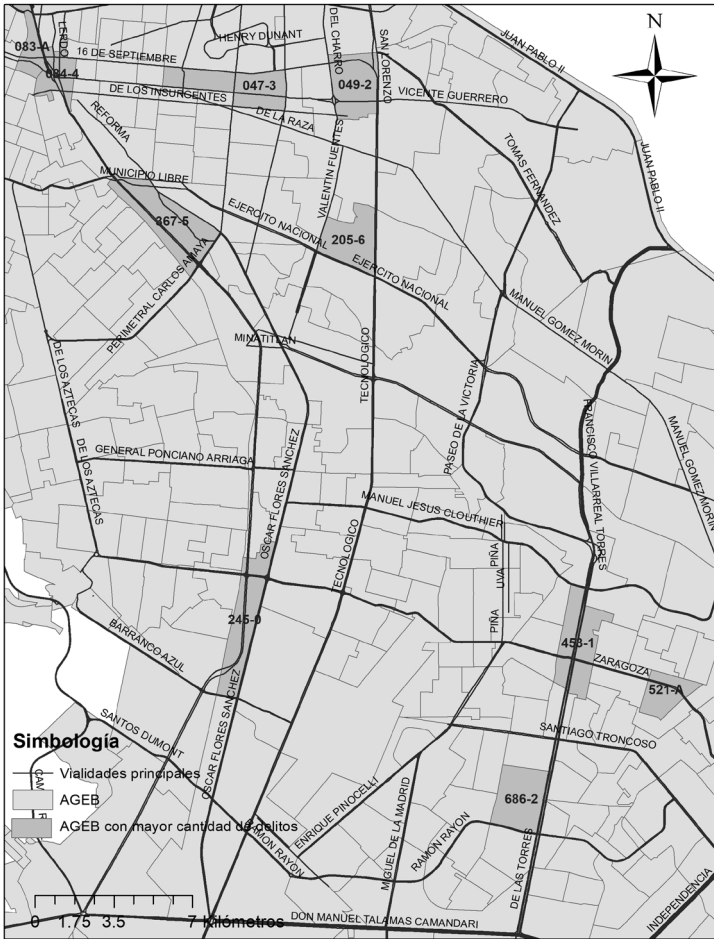 083-A
LERDO
HENRY DUNANT
DEL CHARRO
SAN LORENZO
JUAN PABLO II
N
16 DE SEPTIEMBRE
084-4
047-3
049-2
DE LOS INSURGENTES
VICENTE GUERRERO
REFORMA
DE LA RAZA
TOMAS FERNANDEZ
JUAN PABLO II
MUNICIPIO LIBRE
VALENTIN FUENTES
367-5
EJERCITO NACIONAL
205-6
EJERCITO NACIONAL
PERIMETRAL CARLOS AMAYA
MANUEL GOMEZ MORIN
MINATITLAN
TECNOLOGICO
DE LOS AZTECAS
PASEO DE LA VICTORIA
FRANCISCO VILLARREAL TORRES
MANUEL GOMEZ MORIN
DE LOS AZTECAS
GENERAL PONCIANO ARRIAGA
OSCAR FLORES SANCHEZ
MANUEL JESUS CLOUTHIER
TECNOLOGICO
UVA PIÑA
PIÑA
245-0
453-1
BARRANCO AZUL
ZARAGOZA
521-A
OSCAR FLORES SANCHEZ
SANTOS DUMONT
SANTIAGO TRONCOSO
Simbología
Vialidades principales
AGEB
AGEB con mayor cantidad de delitos
686-2
ENRIQUE PINOCELLI
MIGUEL DE LA MADRID
RAMON RAYON
RAMON RAYON
DE LAS TORRES
INDEPENDENCIA
0 1.75 3.5 7 Kilómetros
DON MANUEL TALAMAS CAMANDARI